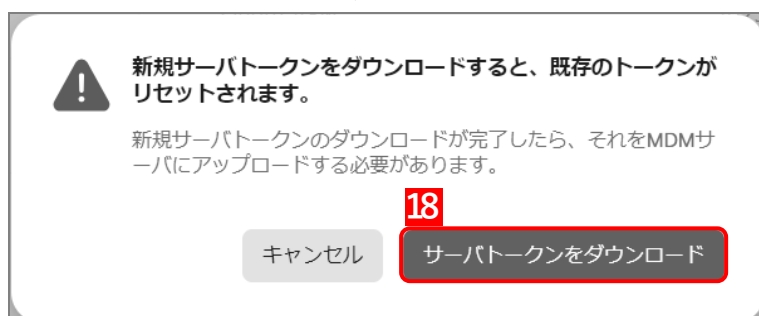 新規サーバトークンをダウンロードすると、既存のトークンが
リセットされます。
新規サーバトークンのダウンロードが完了したら、それをMDMサ
ーバにアップロードする必要があります。
18
キャンセル
サーバトークンをダウンロード